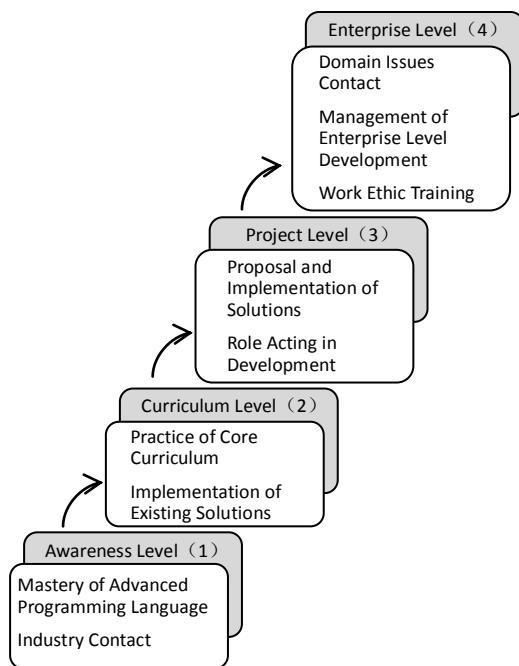 Enterprise Level（4）
Domain Issues
Contact
Management of
Enterprise Level
Development
Work Ethic Training
Project Level（3）
Proposal and
Implementation of
Solutions
Role Acting in
Development
Curriculum Level（2）
Practice of Core
Curriculum
Implementation of
Existing Solutions
Awareness Level（1）
Mastery of Advanced
Programming Language
Industry Contact